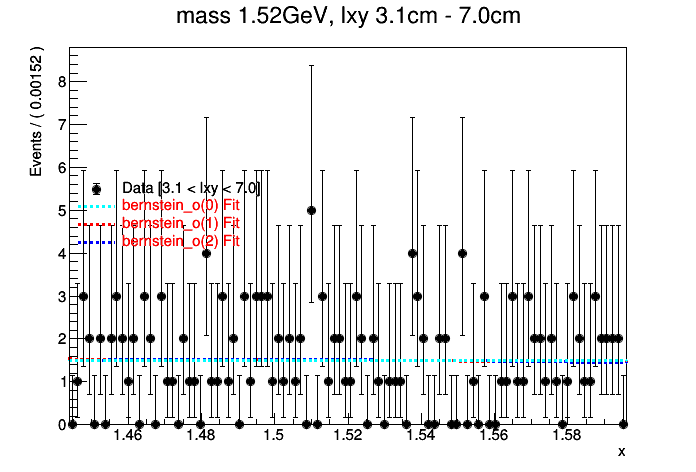 mass 1.52GeV, lxy 3.1cm - 7.0cm
Events / ( 0.00152 )
8
7
6
5
4
3
2
1
0
Data [3.1 < lxy < 7.0]
bernstein_o(0) Fit
bernstein_o(1) Fit
bernstein_o(2) Fit
1.46 1.48 1.5 1.52 1.54 1.56 1.58
x